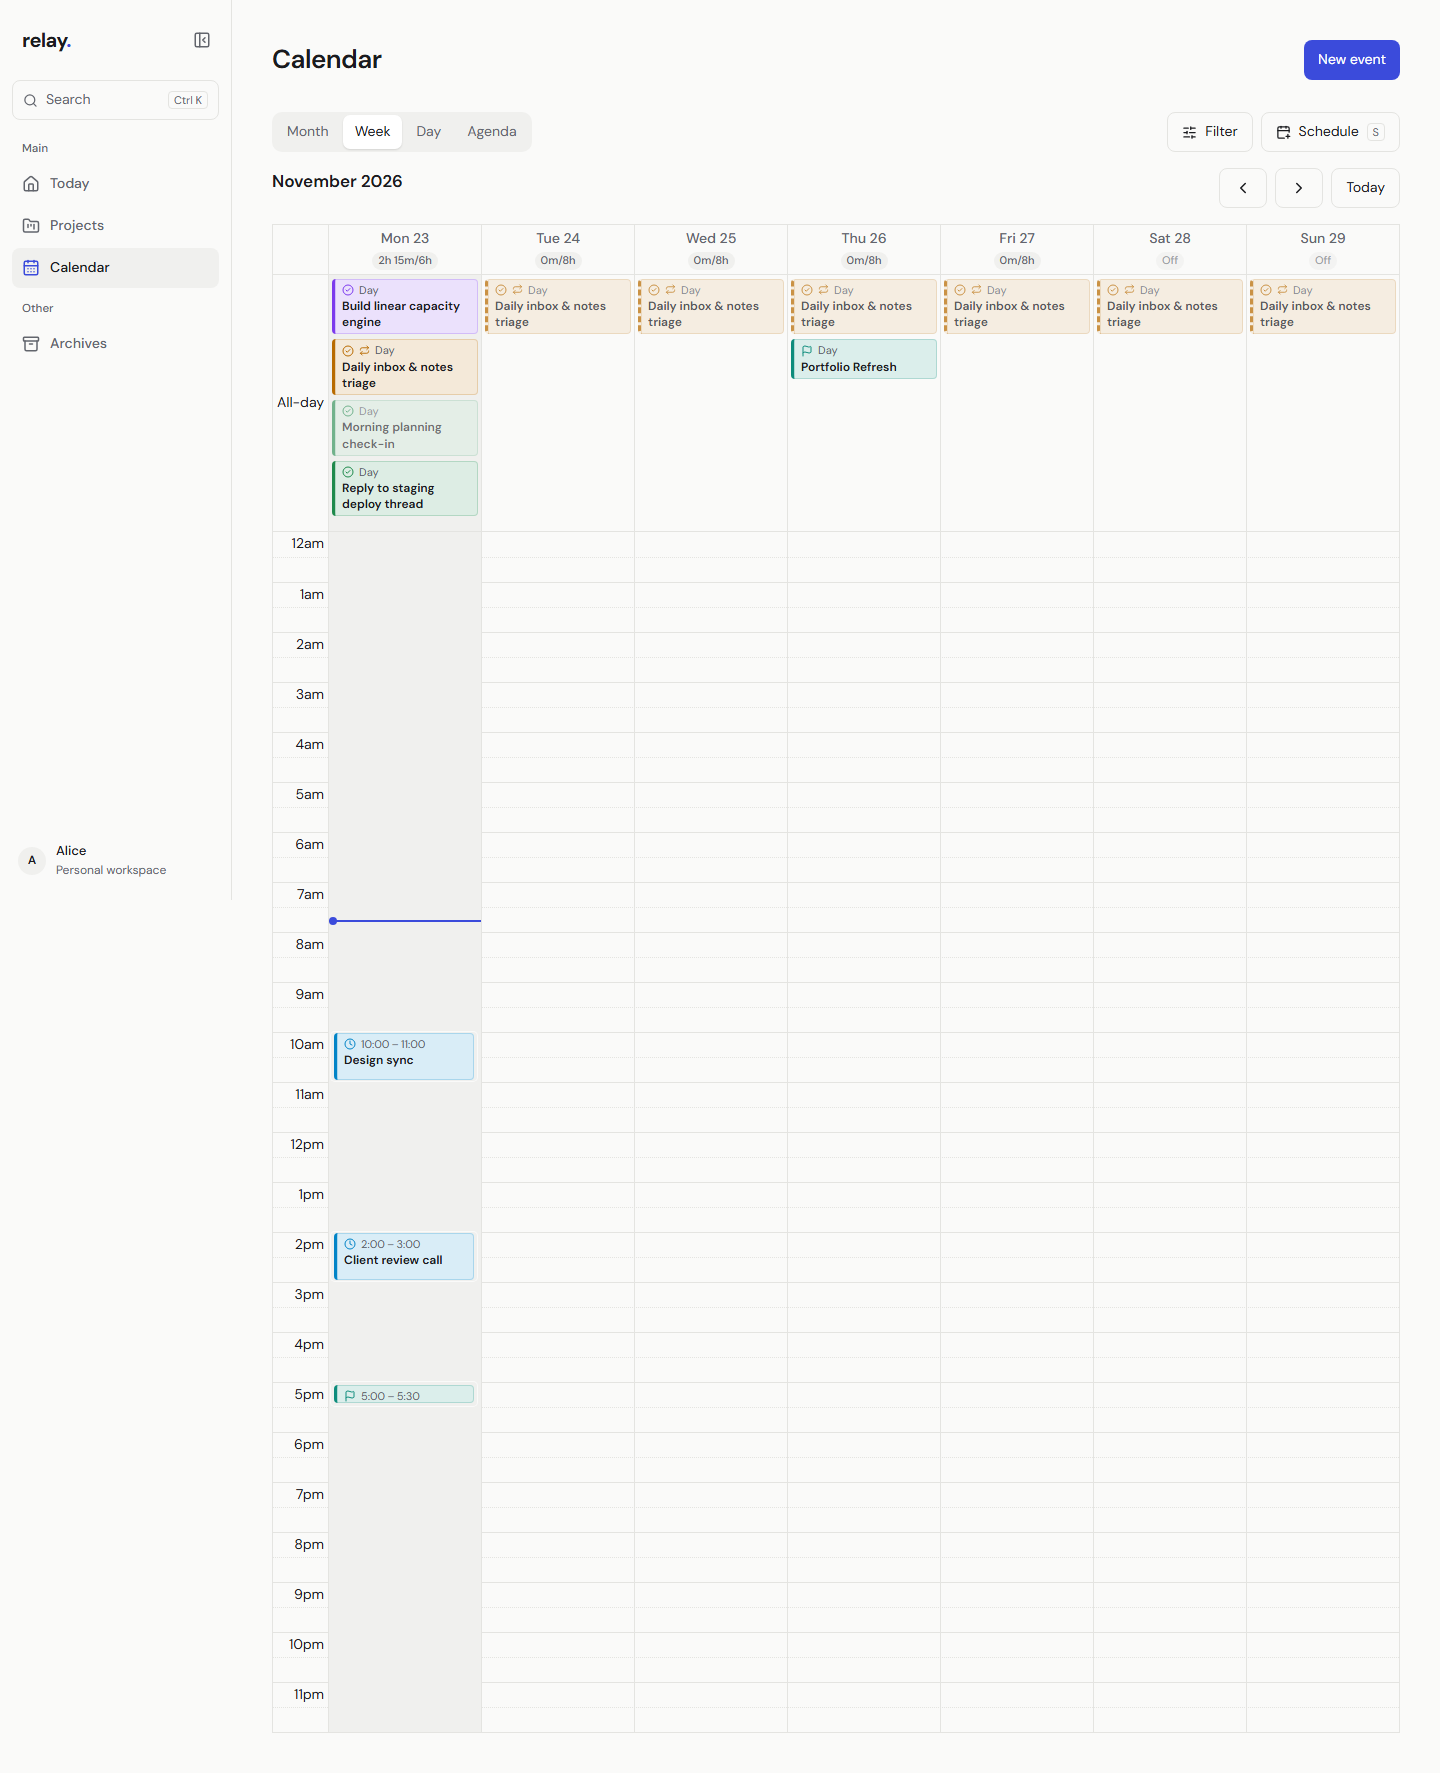 relay.
Search Ctrl K
Main
Today
Projects
Calendar
Other
Archives
A
Alice
Personal workspace
Calendar
New event
Month Week Day Agenda
Filter
Schedule S
November 2026
Today
Mon 23
2h 15m/6h
Tue 24
0m/8h
Wed 25
0m/8h
Thu 26
0m/8h
Fri 27
0m/8h
Sat 28
Off
Sun 29
Off
All-day
Day
Build linear capacity
engine
Day
Daily inbox & notes
triage
Day
Morning planning
check-in
Day
Reply to staging
deploy thread
Day
Daily inbox & notes
triage
Day
Daily inbox & notes
triage
Day
Daily inbox & notes
triage
Day
Portfolio Refresh
Day
Daily inbox & notes
triage
Day
Daily inbox & notes
triage
Day
Daily inbox & notes
triage
12am
1am
2am
3am
4am
5am
6am
7am
8am
9am
10am
10:00 – 11:00
Design sync
11am
12pm
1pm
2pm
2:00 – 3:00
Client review call
3pm
4pm
5pm
5:00 – 5:30
6pm
7pm
8pm
9pm
10pm
11pm